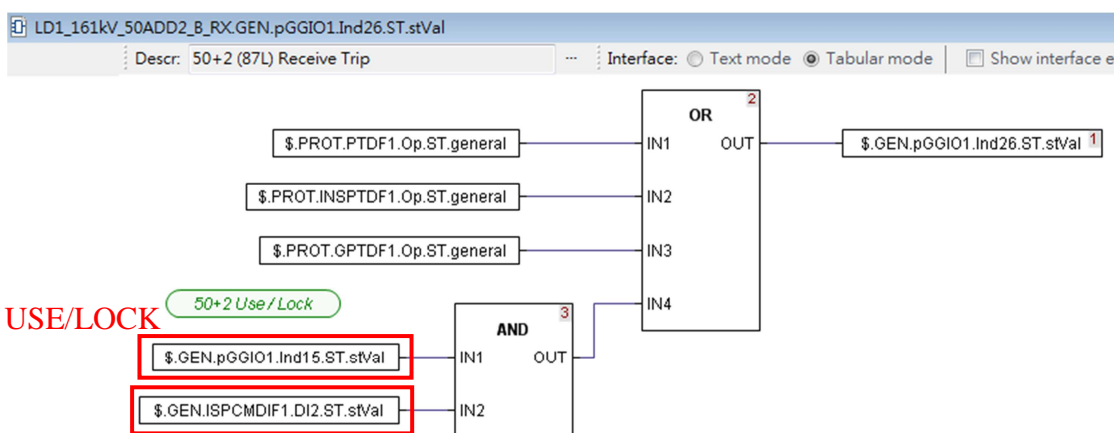 LD1_161kV_50ADD2_B_RX.GEN.pGGIO1.Ind26.ST.stVal
Descr: 50+2 (87L) Receive Trip ... Interface: Text mode Tabular mode Show interface e
OR 2
$.PROT.PTDF1.Op.ST.general IN1 OUT $.GEN.pGGIO1.Ind26.ST.stVal 1
$.PROT.INSPTDF1.Op.ST.general IN2
$.PROT.GPTDF1.Op.ST.general IN3
50+2 Use / Lock IN4
USE/LOCK
AND 3
$.GEN.pGGIO1.Ind15.ST.stVal IN1 OUT
$.GEN.ISPCMDIF1.DI2.ST.stVal IN2